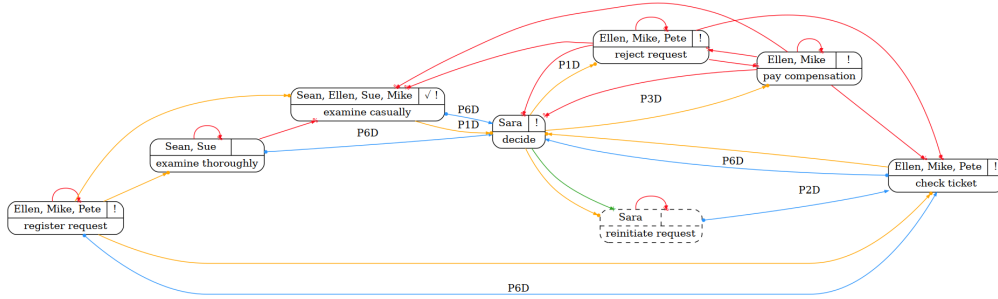 Ellen, Mike, Pete !
reject request
P1D
Ellen, Mike !
pay compensation
Sean, Ellen, Sue, Mike √ !
examine casually
P3D
P6D
P1D
Sara !
decide
P6D
Sean, Sue
examine thoroughly
P6D
Ellen, Mike, Pete !
check ticket
P2D
Ellen, Mike, Pete !
register request
Sara
reinitiate request
P6D